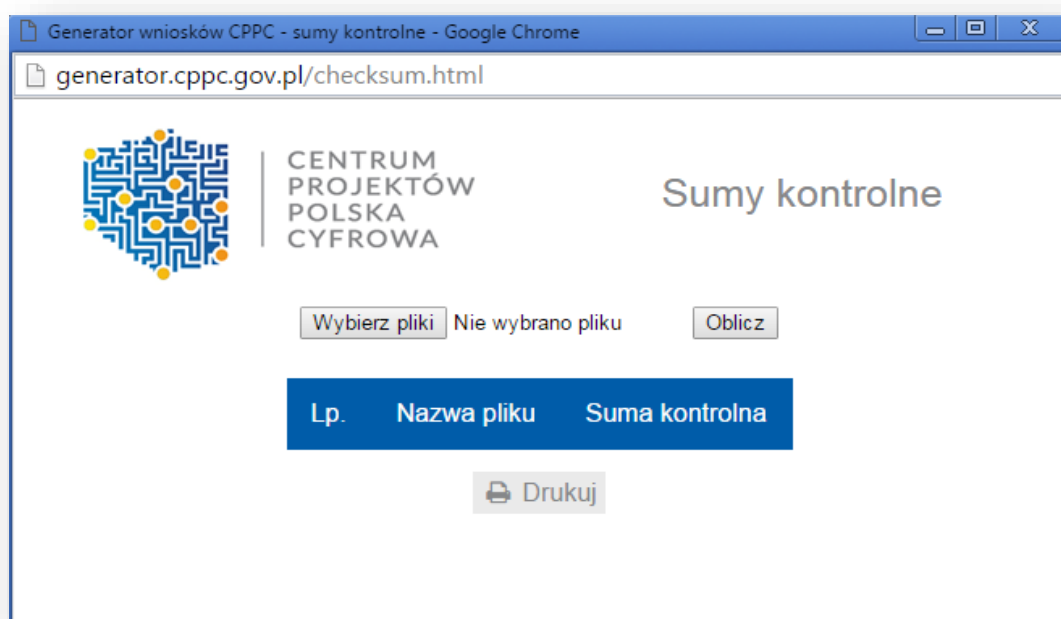 Generator wniosków CPPC - sumy kontrolne - Google Chrome
generator.cppc.gov.pl/checksum.html
CENTRUM
PROJEKTÓW
POLSKA
CYFROWA
Sumy kontrolne
Wybierz pliki Nie wybrano pliku Oblicz
Lp. Nazwa pliku Suma kontrolna
Drukuj